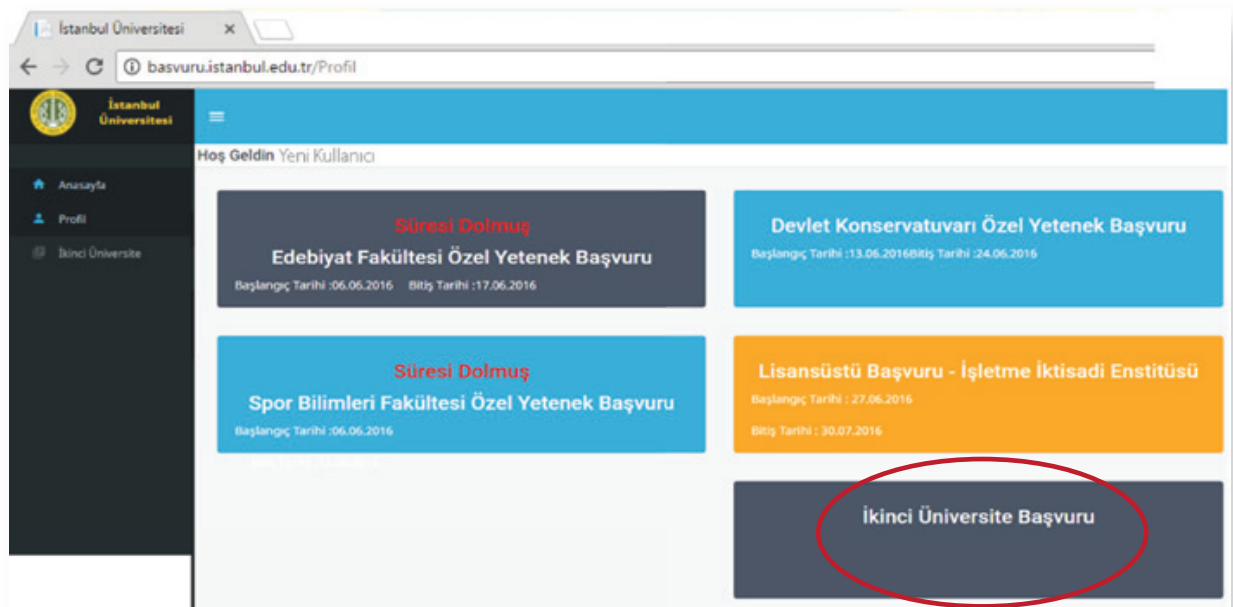 İstanbul Üniversitesi
basvuru.istanbul.edu.tr/Profil
İstanbul
Üniversitesi
Hoş Geldin Yeni Kullanıcı
Anasayfa
Profil
İkinci Üniversite
Süresi Dolmuş
Edebiyat Fakültesi Özel Yetenek Başvuru
Başlangıç Tarihi :06.06.2016 Bitiş Tarihi :17.06.2016
Devlet Konservatuvarı Özel Yetenek Başvuru
Başlangıç Tarihi :13.06.2016Bitiş Tarihi :24.06.2016
Süresi Dolmuş
Spor Bilimleri Fakültesi Özel Yetenek Başvuru
Başlangıç Tarihi :06.06.2016
Lisansüstü Başvuru - İşletme İktisadi Enstitüsü
Başlangıç Tarihi : 27.06.2016
Bitiş Tarihi : 30.07.2016
İkinci Üniversite Başvuru